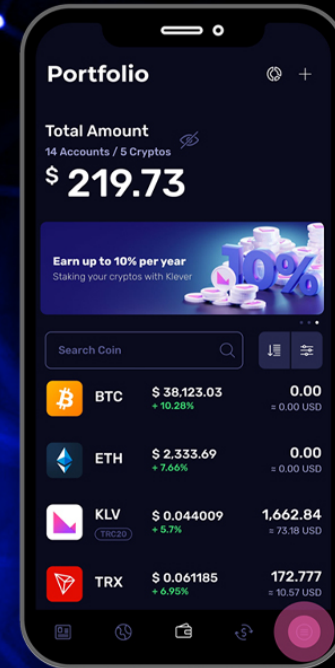 Portfolio
Total Amount
14 Accounts / 5 Cryptos
$ 219.73
Earn up to 10% per year
Staking your cryptos with Klever
10%
Search Coin
BTC $ 38,123.03 0.00
+ 10.28% = 0.00 USD
ETH $ 2,333.69 0.00
+ 7.66% = 0.00 USD
KLV $ 0.044009 1,662.84
TRC20 + 5.7% = 73.18 USD
TRX $ 0.061185 172.777
+ 6.95% = 10.57 USD